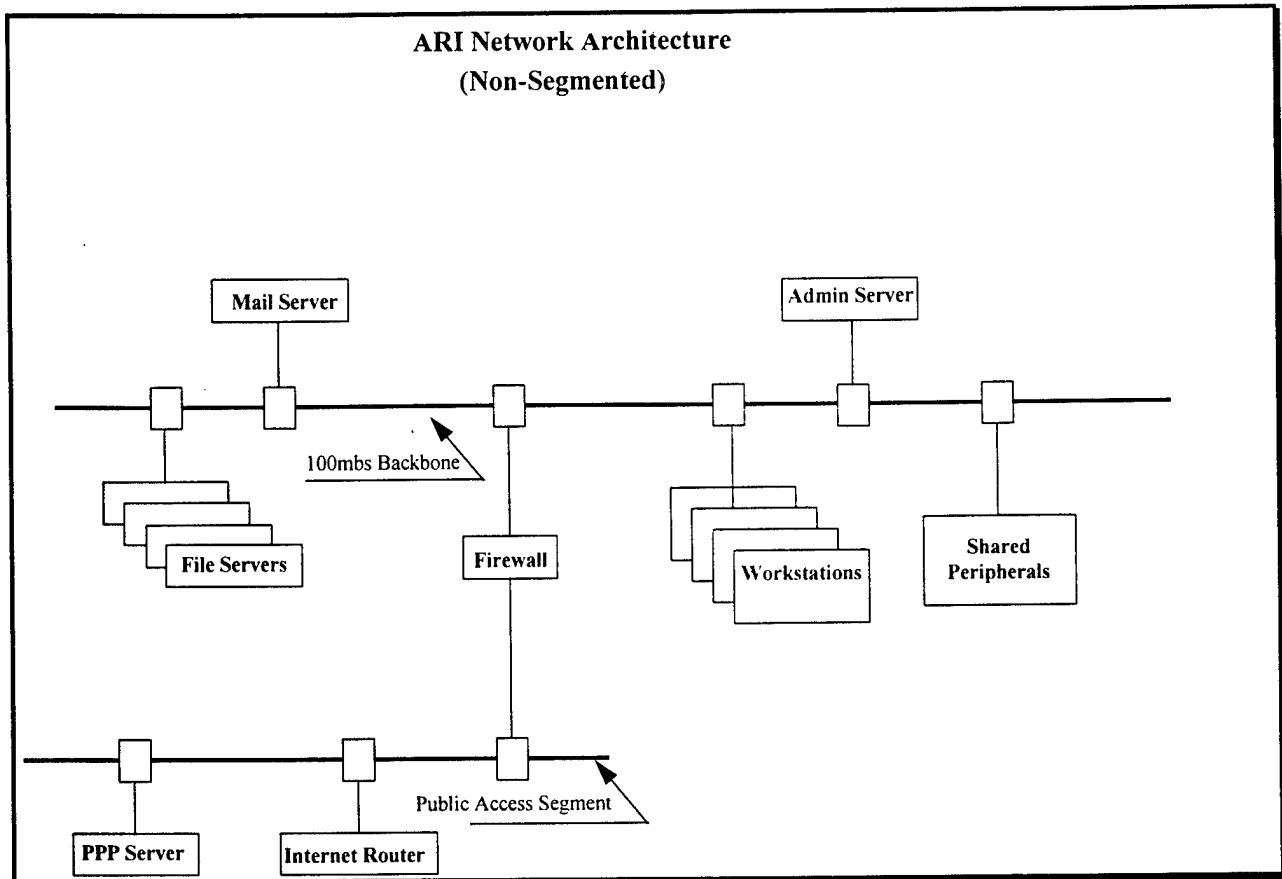 ARI Network Architecture
(Non-Segmented)
Mail Server
Admin Server
100mbs Backbone
File Servers
Firewall
Workstations
Shared
Peripherals
Public Access Segment
PPP Server
Internet Router